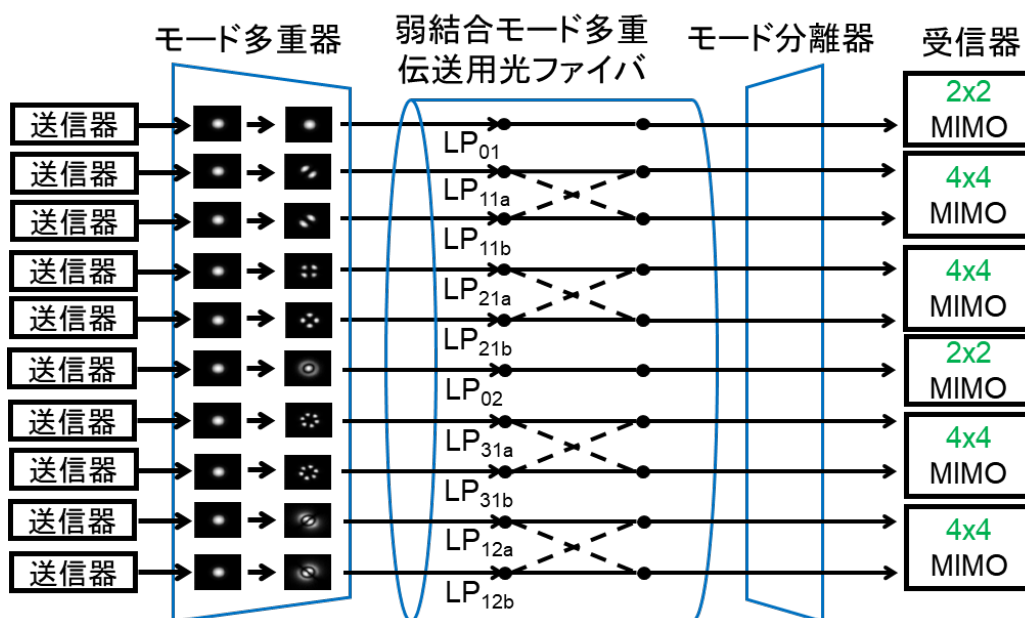 モード多重器
弱結合モード多重
伝送用光ファイバ
モード分離器
受信器
送信器
送信器
送信器
送信器
送信器
送信器
送信器
送信器
送信器
送信器
LP01
LP11a
LP11b
LP21a
LP21b
LP02
LP31a
LP31b
LP12a
LP12b
2x2
MIMO
4x4
MIMO
4x4
MIMO
2x2
MIMO
4x4
MIMO
4x4
MIMO